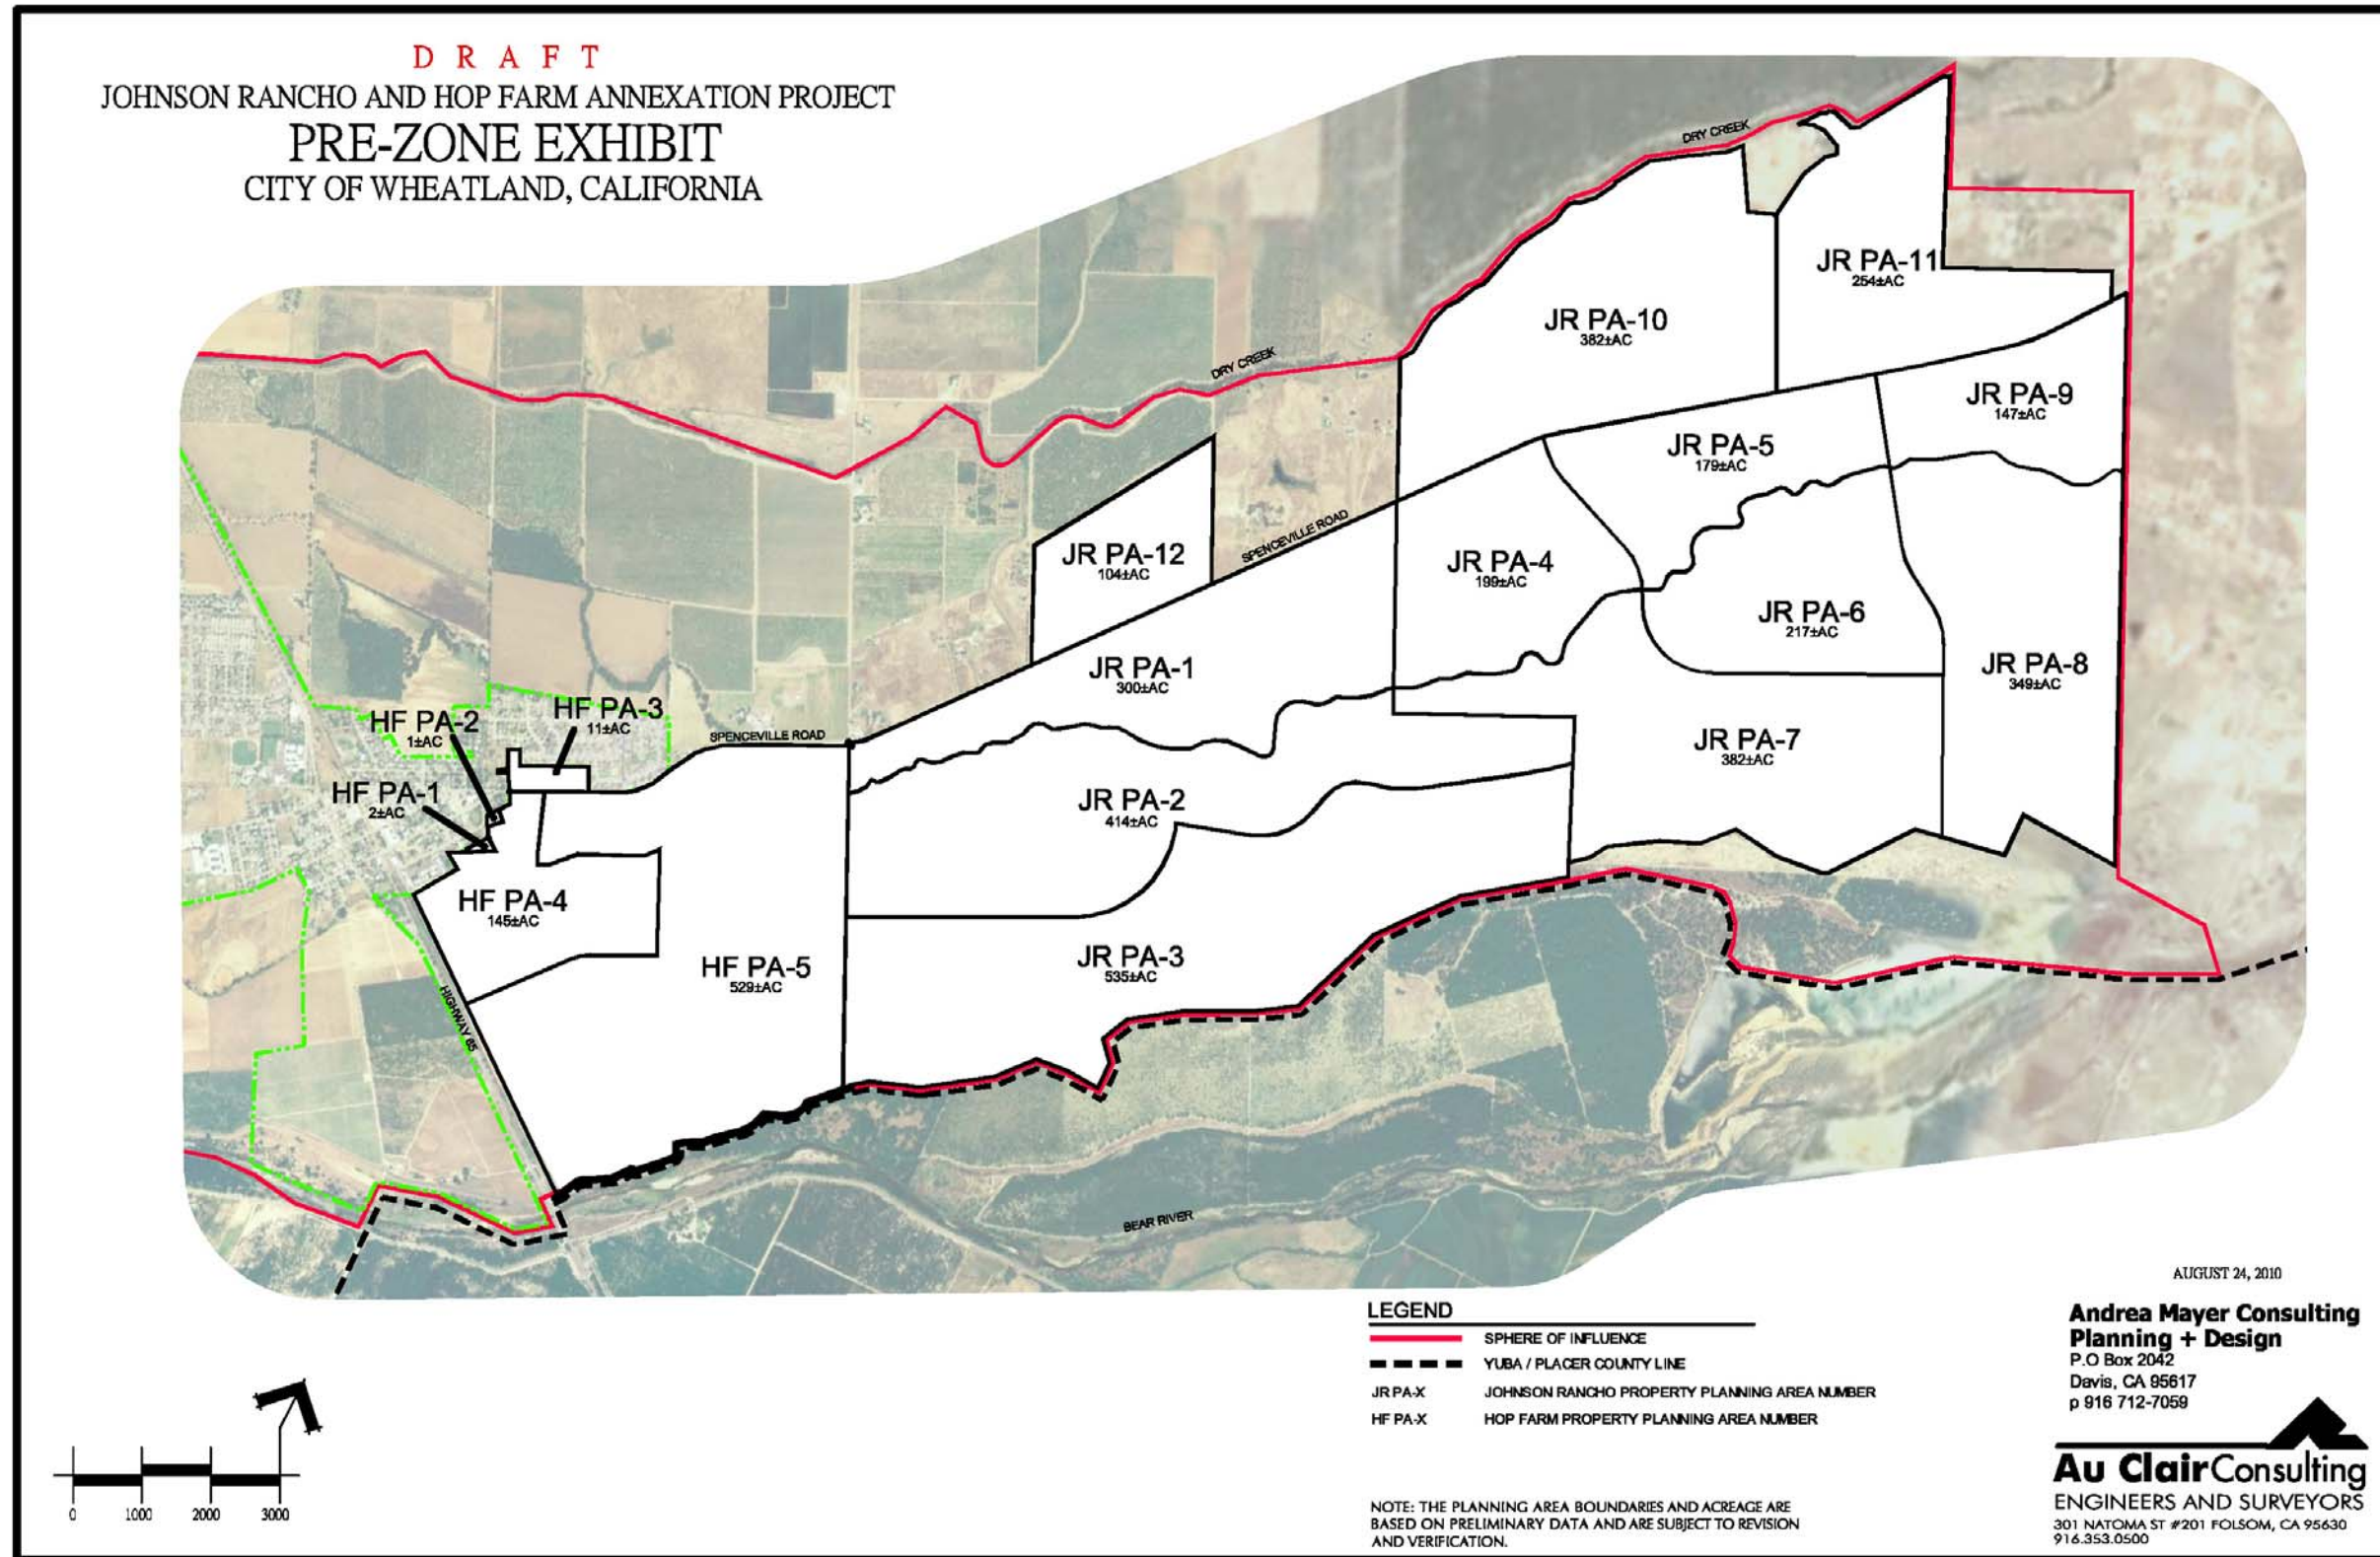 D R A F T
JOHNSON RANCHO AND HOP FARM ANNEXATION PROJECT
PRE-ZONE EXHIBIT
CITY OF WHEATLAND, CALIFORNIA
DRY CREEK
JR PA-11
254±AC
JR PA-10
382±AC
DRY CREEK
JR PA-9
147±AC
JR PA-5
179±AC
SPENCEVILLE ROAD
JR PA-12
104±AC
JR PA-4
199±AC
JR PA-6
217±AC
JR PA-1
300±AC
JR PA-8
349±AC
HF PA-3
11±AC
HF PA-2
1±AC
SPENCEVILLE ROAD
JR PA-7
382±AC
HF PA-1
2±AC
JR PA-2
414±AC
HF PA-4
145±AC
JR PA-3
535±AC
HF PA-5
529±AC
HIGHWAY 65
BEAR RIVER
AUGUST 24, 2010
LEGEND
SPHERE OF INFLUENCE
YUBA / PLACER COUNTY LINE
JR PA-X JOHNSON RANCHO PROPERTY PLANNING AREA NUMBER
HF PA-X HOP FARM PROPERTY PLANNING AREA NUMBER
NOTE: THE PLANNING AREA BOUNDARIES AND ACREAGE ARE
BASED ON PRELIMINARY DATA AND ARE SUBJECT TO REVISION
AND VERIFICATION.
Andrea Mayer Consulting
Planning + Design
P.O Box 2042
Davis, CA 95617
p 916 712-7059
Au Clair Consulting
ENGINEERS AND SURVEYORS
301 NATOMA ST #201 FOLSOM, CA 95630
916.353.0500
0 1000 2000 3000